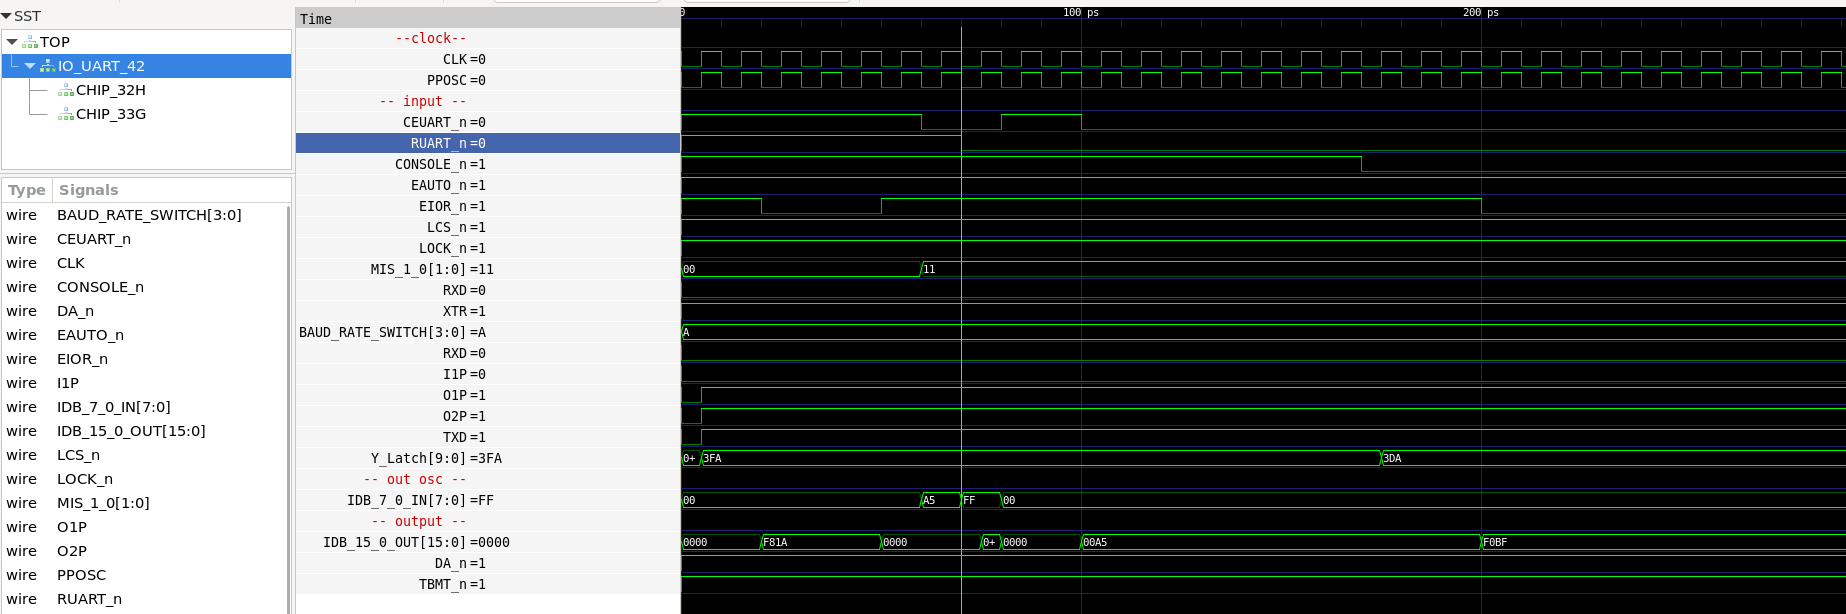 SST
TOP
IO_UART_42
CHIP_32H
CHIP_33G
Type Signals
wire BAUD_RATE_SWITCH[3:0]
wire CEUART_n
wire CLK
wire CONSOLE_n
wire DA_n
wire EAUTO_n
wire EIOR_n
wire I1P
wire IDB_7_0_IN[7:0]
wire IDB_15_0_OUT[15:0]
wire LCS_n
wire LOCK_n
wire MIS_1_0[1:0]
wire O1P
wire O2P
wire PPOSC
wire RUART_n
Time
0 100 ps 200 ps
--clock--
CLK=0
PPOSC=0
-- input --
CEUART_n=0
RUART_n=0
CONSOLE_n=1
EAUTO_n=1
EIOR_n=1
LCS_n=1
LOCK_n=1
MIS_1_0[1:0]=11 00 11
RXD=0
XTR=1
BAUD_RATE_SWITCH[3:0]=A A
RXD=0
I1P=0
O1P=1
O2P=1
TXD=1
Y_Latch[9:0]=3FA 0+ 3FA 3DA
-- out osc --
IDB_7_0_IN[7:0]=FF 00 A5 FF 00
-- output --
IDB_15_0_OUT[15:0]=0000 0000 F81A 0000 0+ 0000 00A5 F0BF
DA_n=1
TBMT_n=1